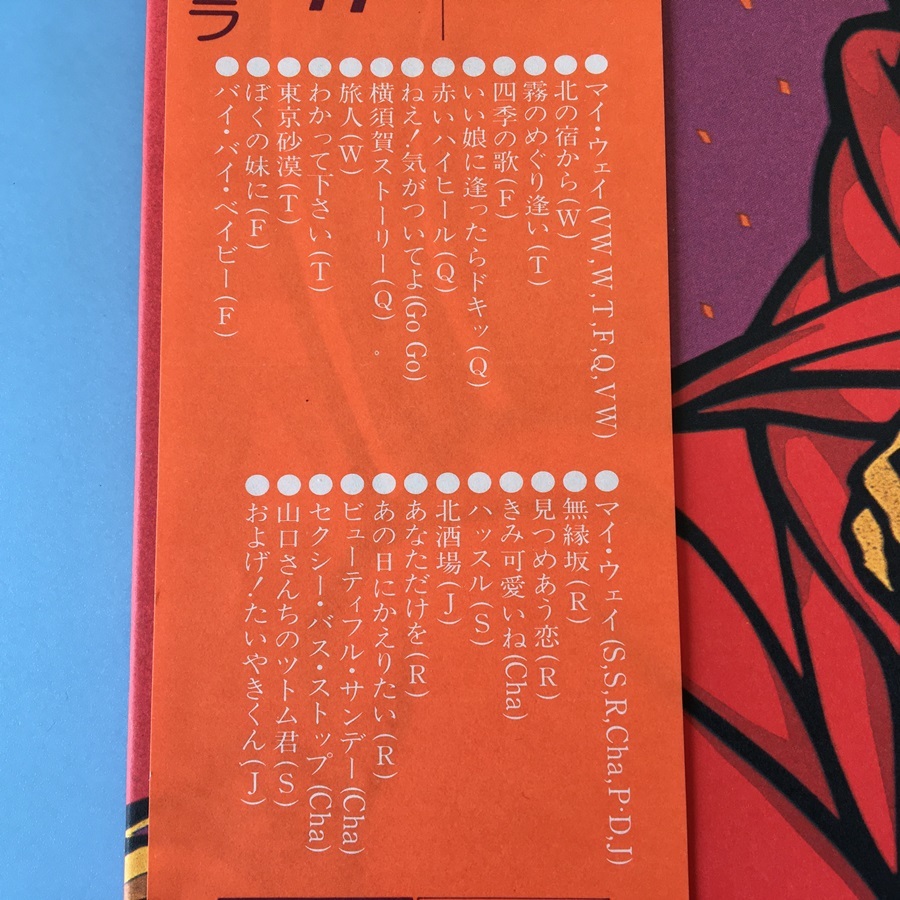 ラ
マイ・ウェイ(VW,W,T,F,Q,VW)
北の宿から(W)
霧のめぐり逢い(T)
四季の歌(F)
いい娘に逢ったらドキッ(Q)
赤いハイヒール(Q)
ねえ!気がついてよ(Go Go)
横須賀ストーリー(Q)
旅人(W)
わかって下さい(T)
東京砂漠(T)
ぼくの妹に(F)
バイ・バイ・ベイビー(F)
マイ・ウェイ(S,S,R,Cha,P·D,J)
無縁坂(R)
見つめあう恋(R)
きみ可愛いね(Cha)
ハッスル(S)
北酒場(J)
あなただけを(R)
あの日にかえりたい(R)
ビューティフル・サンデー(Cha)
セクシー・バス・ストップ(Cha)
山口さんちのツトム君(S)
およげ!たいやきくん(J)